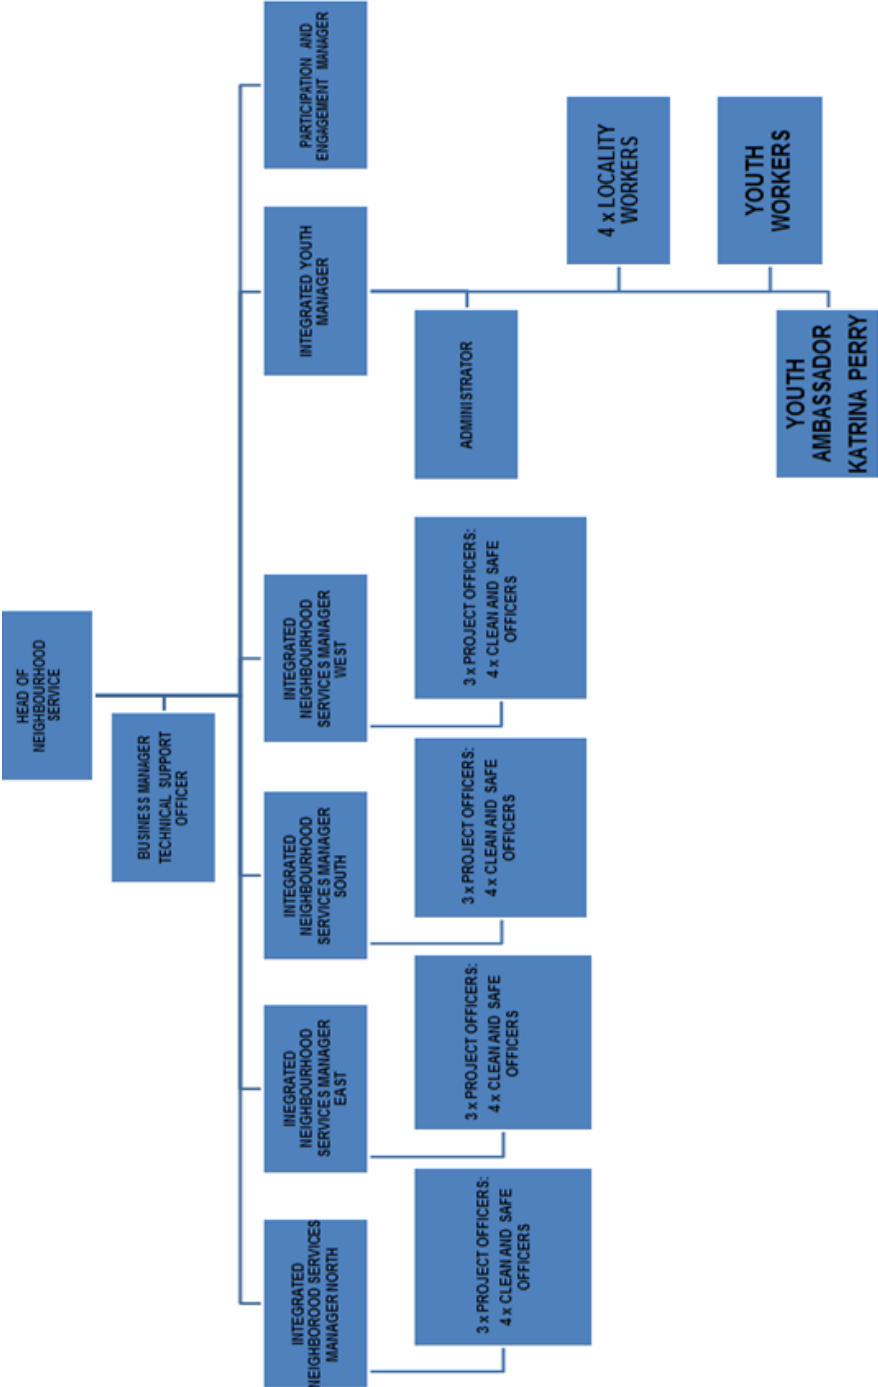 HEAD OF
NEIGHBOURHOOD
SERVICE
BUSINESS MANAGER
TECHNICAL SUPPORT
OFFICER
INTEGRATED
NEIGHBOROOD SERVICES
MANAGER NORTH
INEGRATED
NEIGHBOURHOOD
SERVICES MANAGER
EAST
INTEGRATED
NEIGHBOURHOOD
SERVICES MANAGER
SOUTH
INTEGRATED
NEIGHBOURHOOD
SERVICES MANAGER
WEST
INTEGRATED YOUTH
MANAGER
PARTICIPATION AND
ENGAGEMENT MANAGER
3 x PROJECT OFFICERS:
4 x CLEAN AND SAFE
OFFICERS
3 x PROJECT OFFICERS:
4 x CLEAN AND SAFE
OFFICERS
3 x PROJECT OFFICERS:
4 x CLEAN AND SAFE
OFFICERS
3 x PROJECT OFFICERS:
4 x CLEAN AND SAFE
OFFICERS
ADMINISTRATOR
4 x LOCALITY
WORKERS
YOUTH
WORKERS
YOUTH
AMBASSADOR
KATRINA PERRY